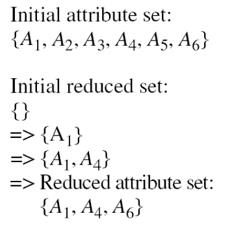 Initial attribute set:
{A₁, A₂, A₃, A₄, A₅, A₆}
Initial reduced set:
{}
=> {A₁}
=> {A₁, A₄}
=> Reduced attribute set:
{A₁, A₄, A₆}